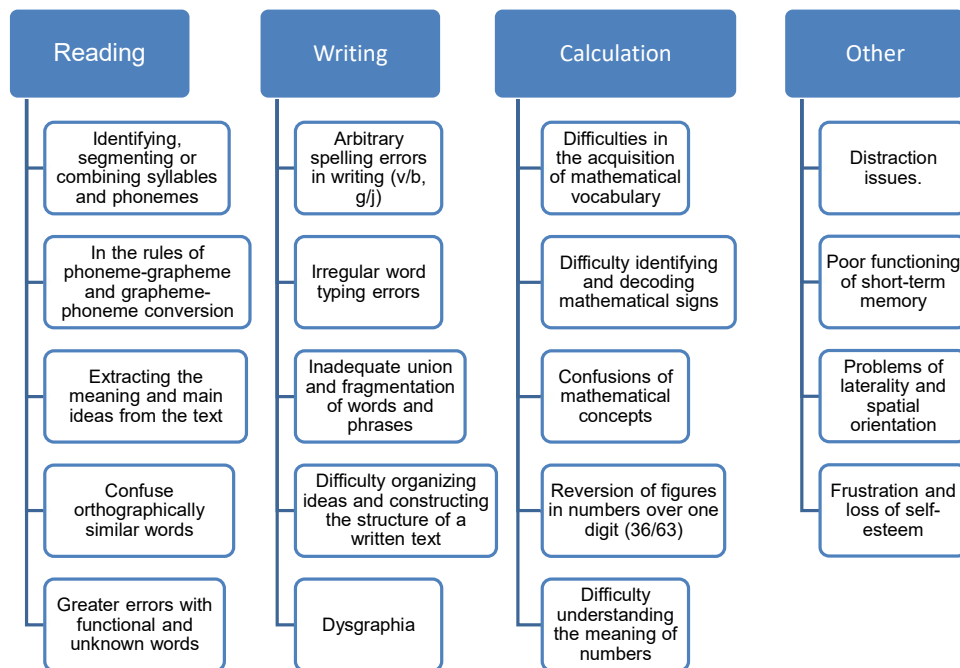 Reading
Identifying,
segmenting or
combining syllables
and phonemes
In the rules of
phoneme-grapheme
and grapheme-
phoneme conversion
Extracting the
meaning and main
ideas from the text
Confuse
orthographically
similar words
Greater errors with
functional and
unknown words
Writing
Arbitrary
spelling errors
in writing (v/b,
g/j)
Irregular word
typing errors
Inadequate union
and fragmentation
of words and
phrases
Difficulty organizing
ideas and constructing
the structure of a
written text
Dysgraphia
Calculation
Difficulties in
the acquisition
of mathematical
vocabulary
Difficulty identifying
and decoding
mathematical signs
Confusions of
mathematical
concepts
Reversion of figures
in numbers over one
digit (36/63)
Difficulty
understanding
the meaning of
numbers
Other
Distraction
issues.
Poor functioning
of short-term
memory
Problems of
laterality and
spatial
orientation
Frustration and
loss of self-
esteem